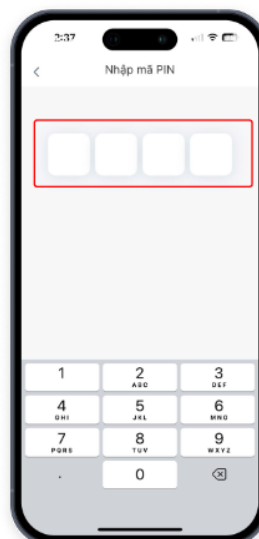 2:37
Nhập mã PIN
1 2 3
ABC DEF
4 5 6
GHI JKL MNO
7 8 9
PQRS TUV WXYZ
. 0